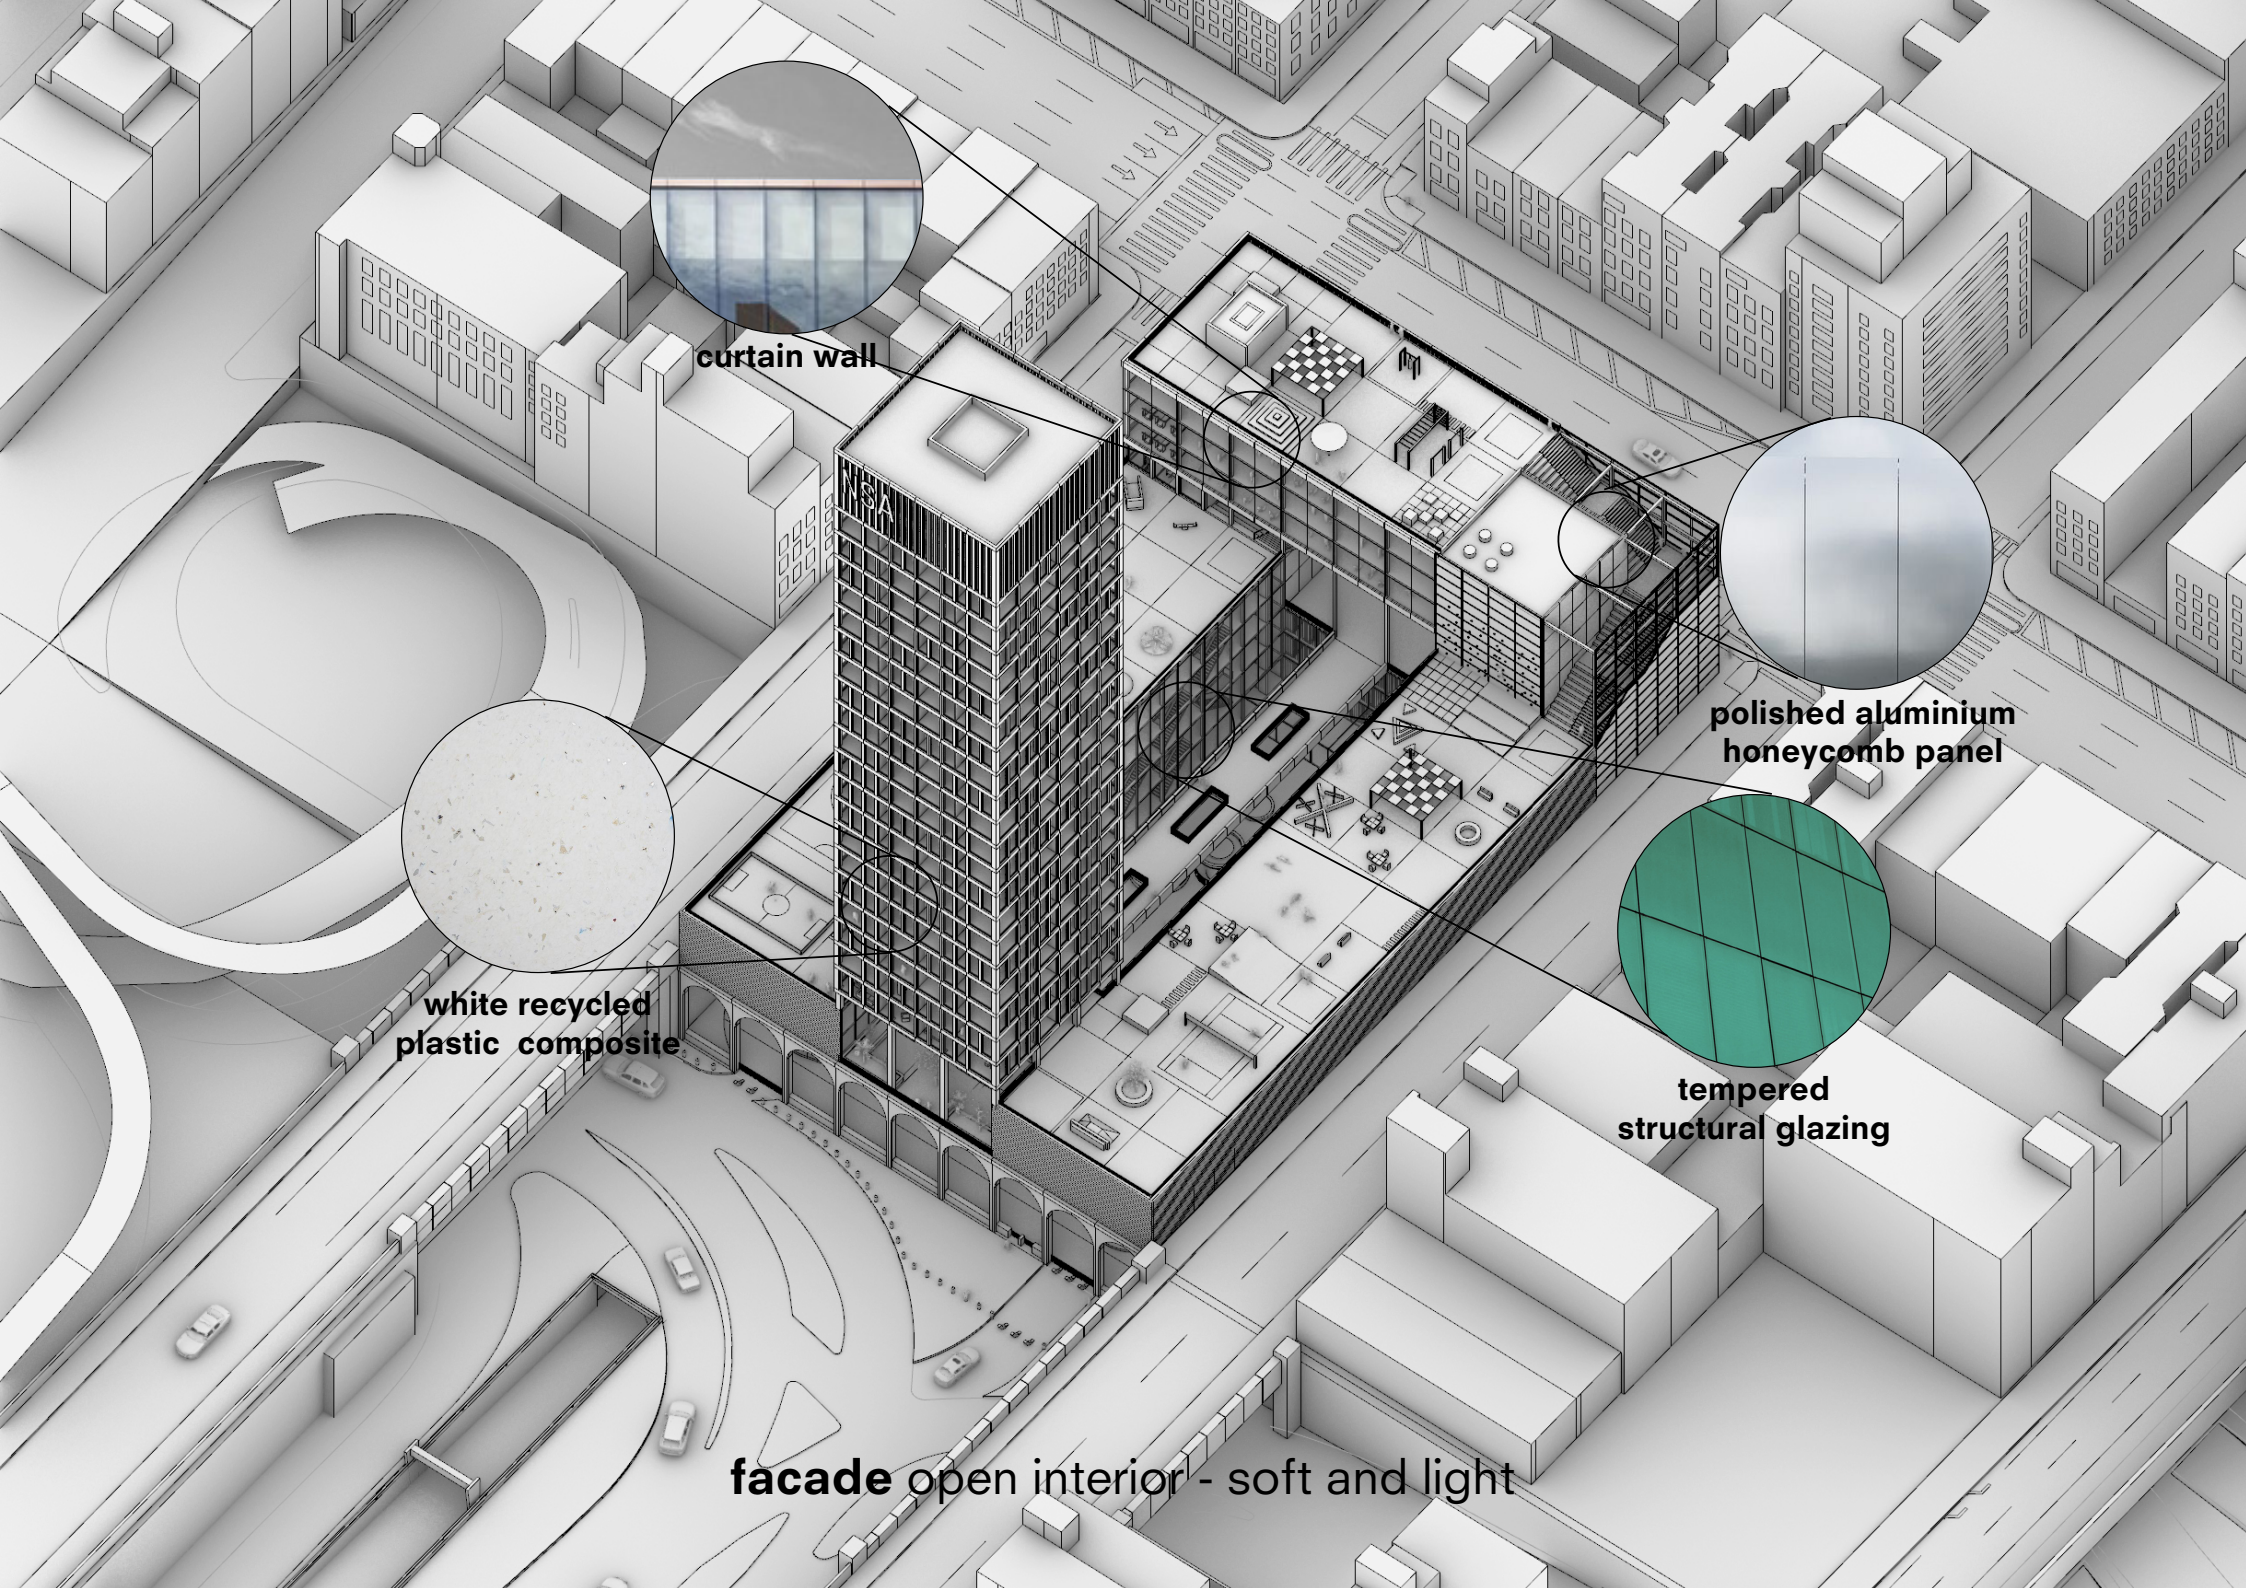 curtain wall
NSA
polished aluminium
honeycomb panel
white recycled
plastic composite
tempered
structural glazing
facade open interior - soft and light